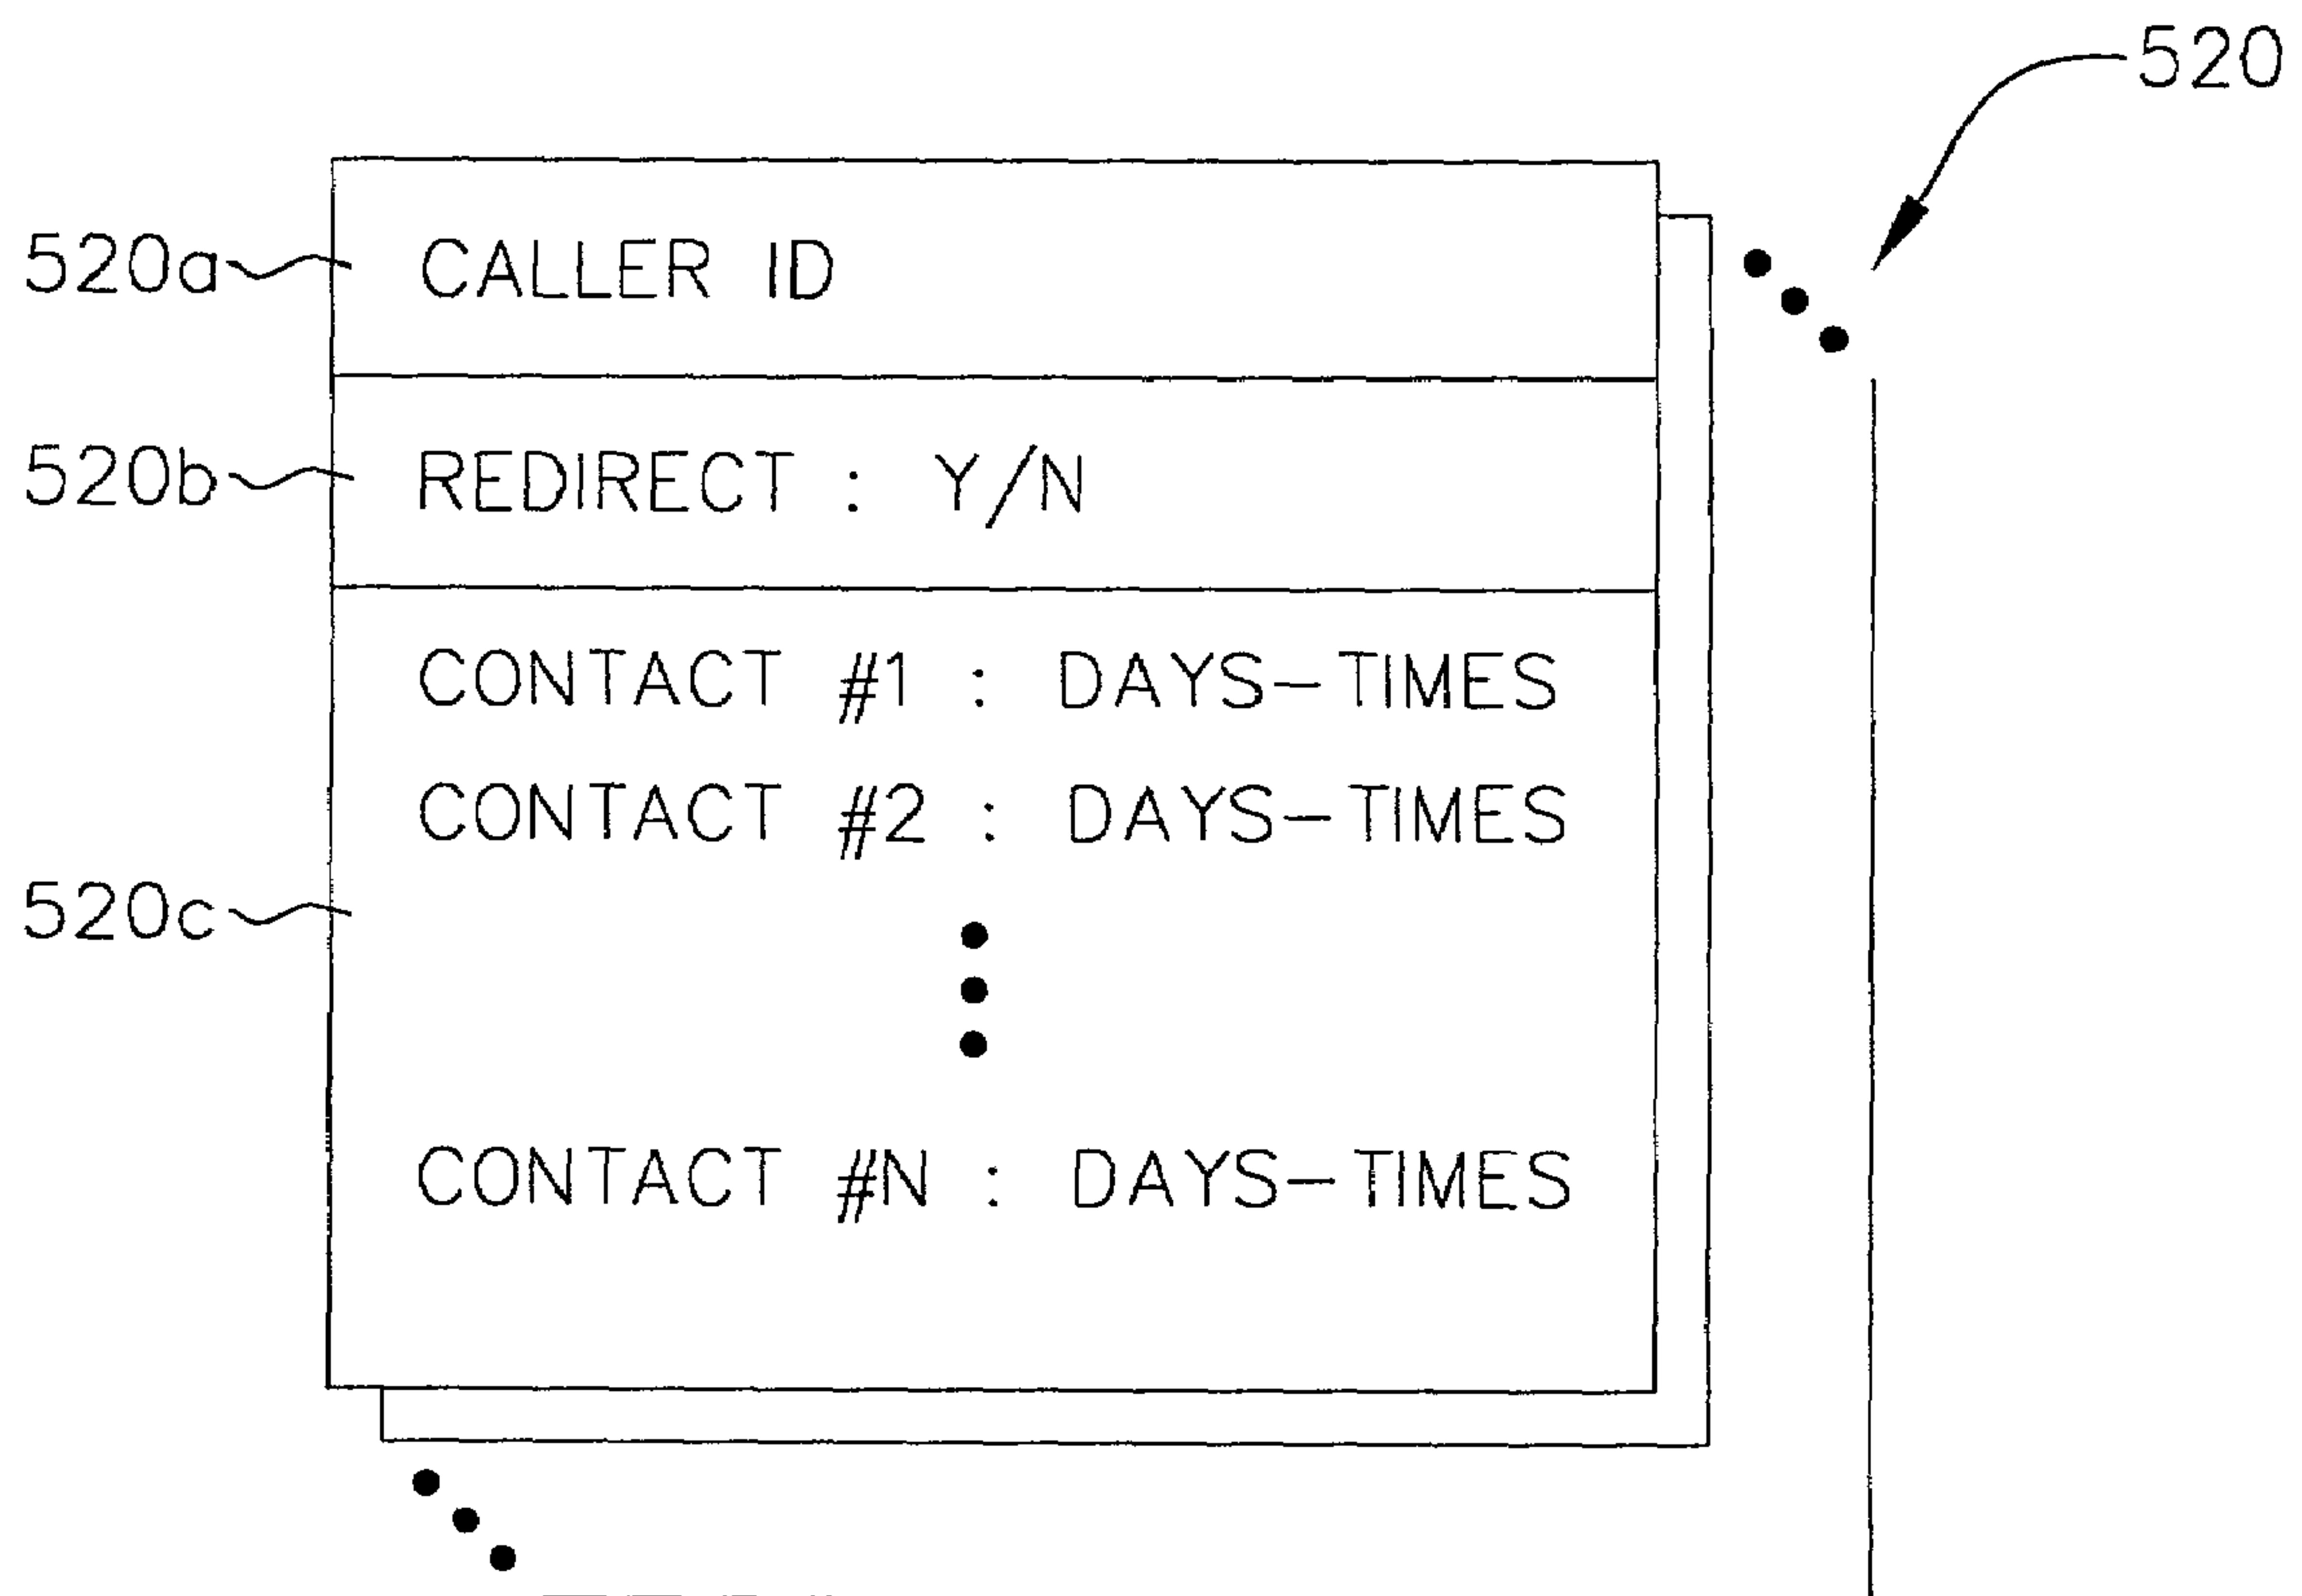 520
520a CALLER ID
520b REDIRECT : Y/N
CONTACT #1 : DAYS-TIMES
CONTACT #2 : DAYS-TIMES
520c
CONTACT #N : DAYS-TIMES